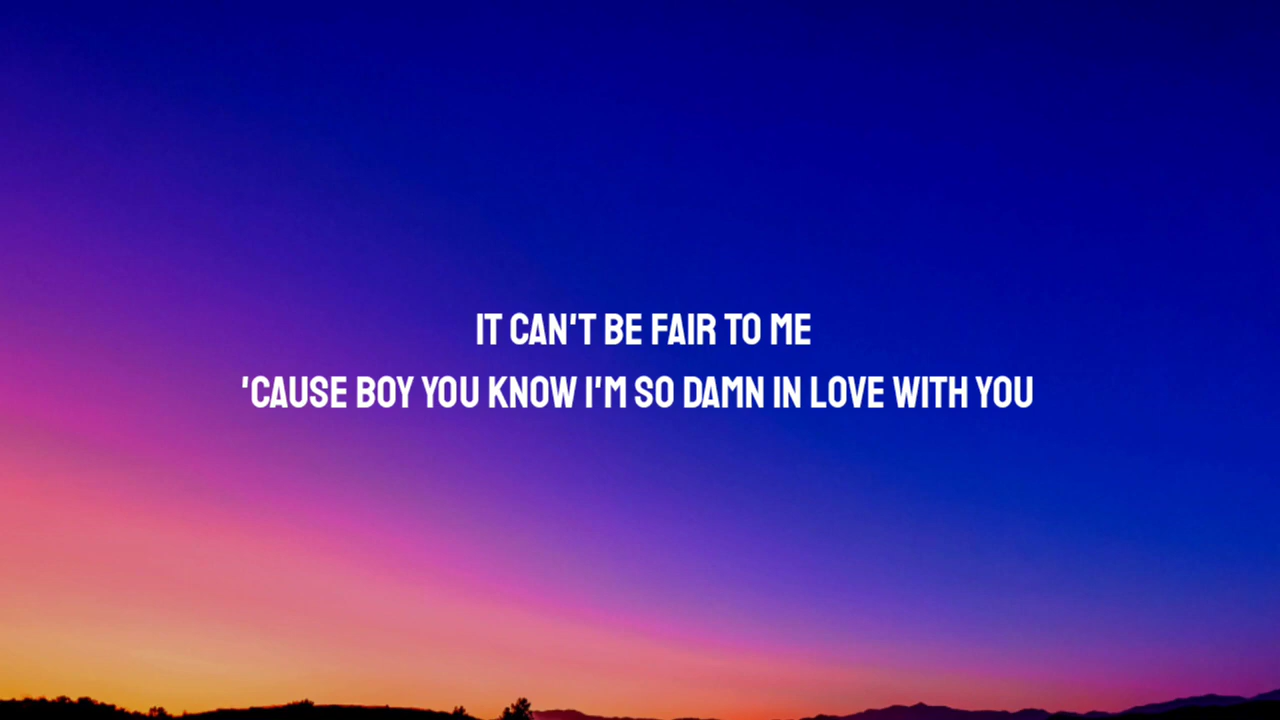 IT CAN'T BE FAIR TO ME
'CAUSE BOY YOU KNOW I'M SO DAMN IN LOVE WITH YOU